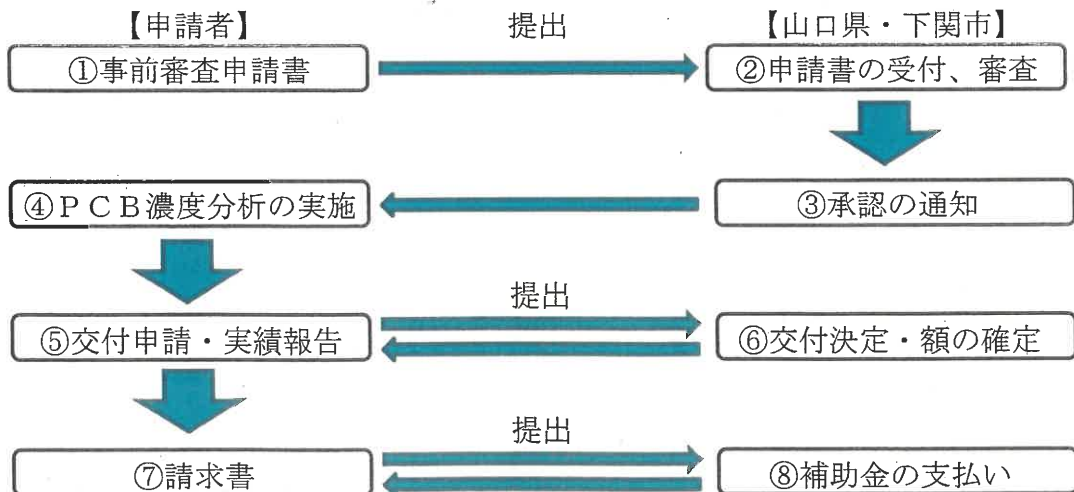 【申請者】 提出 【山口県・下関市】
①事前審査申請書 ②申請書の受付、審査
④ＰＣＢ濃度分析の実施 ③承認の通知
提出
⑤交付申請・実績報告 ⑥交付決定・額の確定
提出
⑦請求書 ⑧補助金の支払い